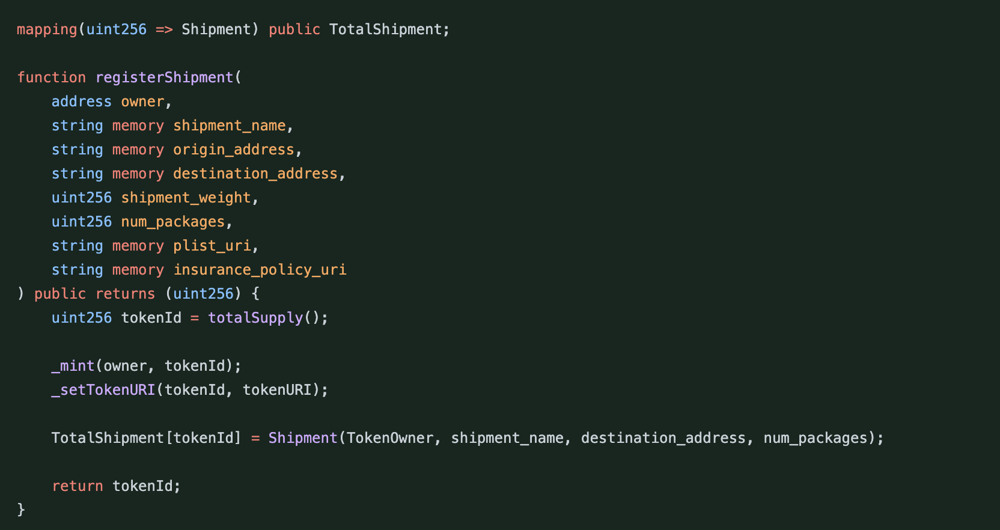 mapping(uint256 => Shipment) public TotalShipment;
function registerShipment(
address owner,
string memory shipment_name,
string memory origin_address,
string memory destination_address,
uint256 shipment_weight,
uint256 num_packages,
string memory plist_uri,
string memory insurance_policy_uri
) public returns (uint256) {
uint256 tokenId = totalSupply();
_mint(owner, tokenId);
_setTokenURI(tokenId, tokenURI);
TotalShipment[tokenId] = Shipment(TokenOwner, shipment_name, destination_address, num_packages);
return tokenId;
}